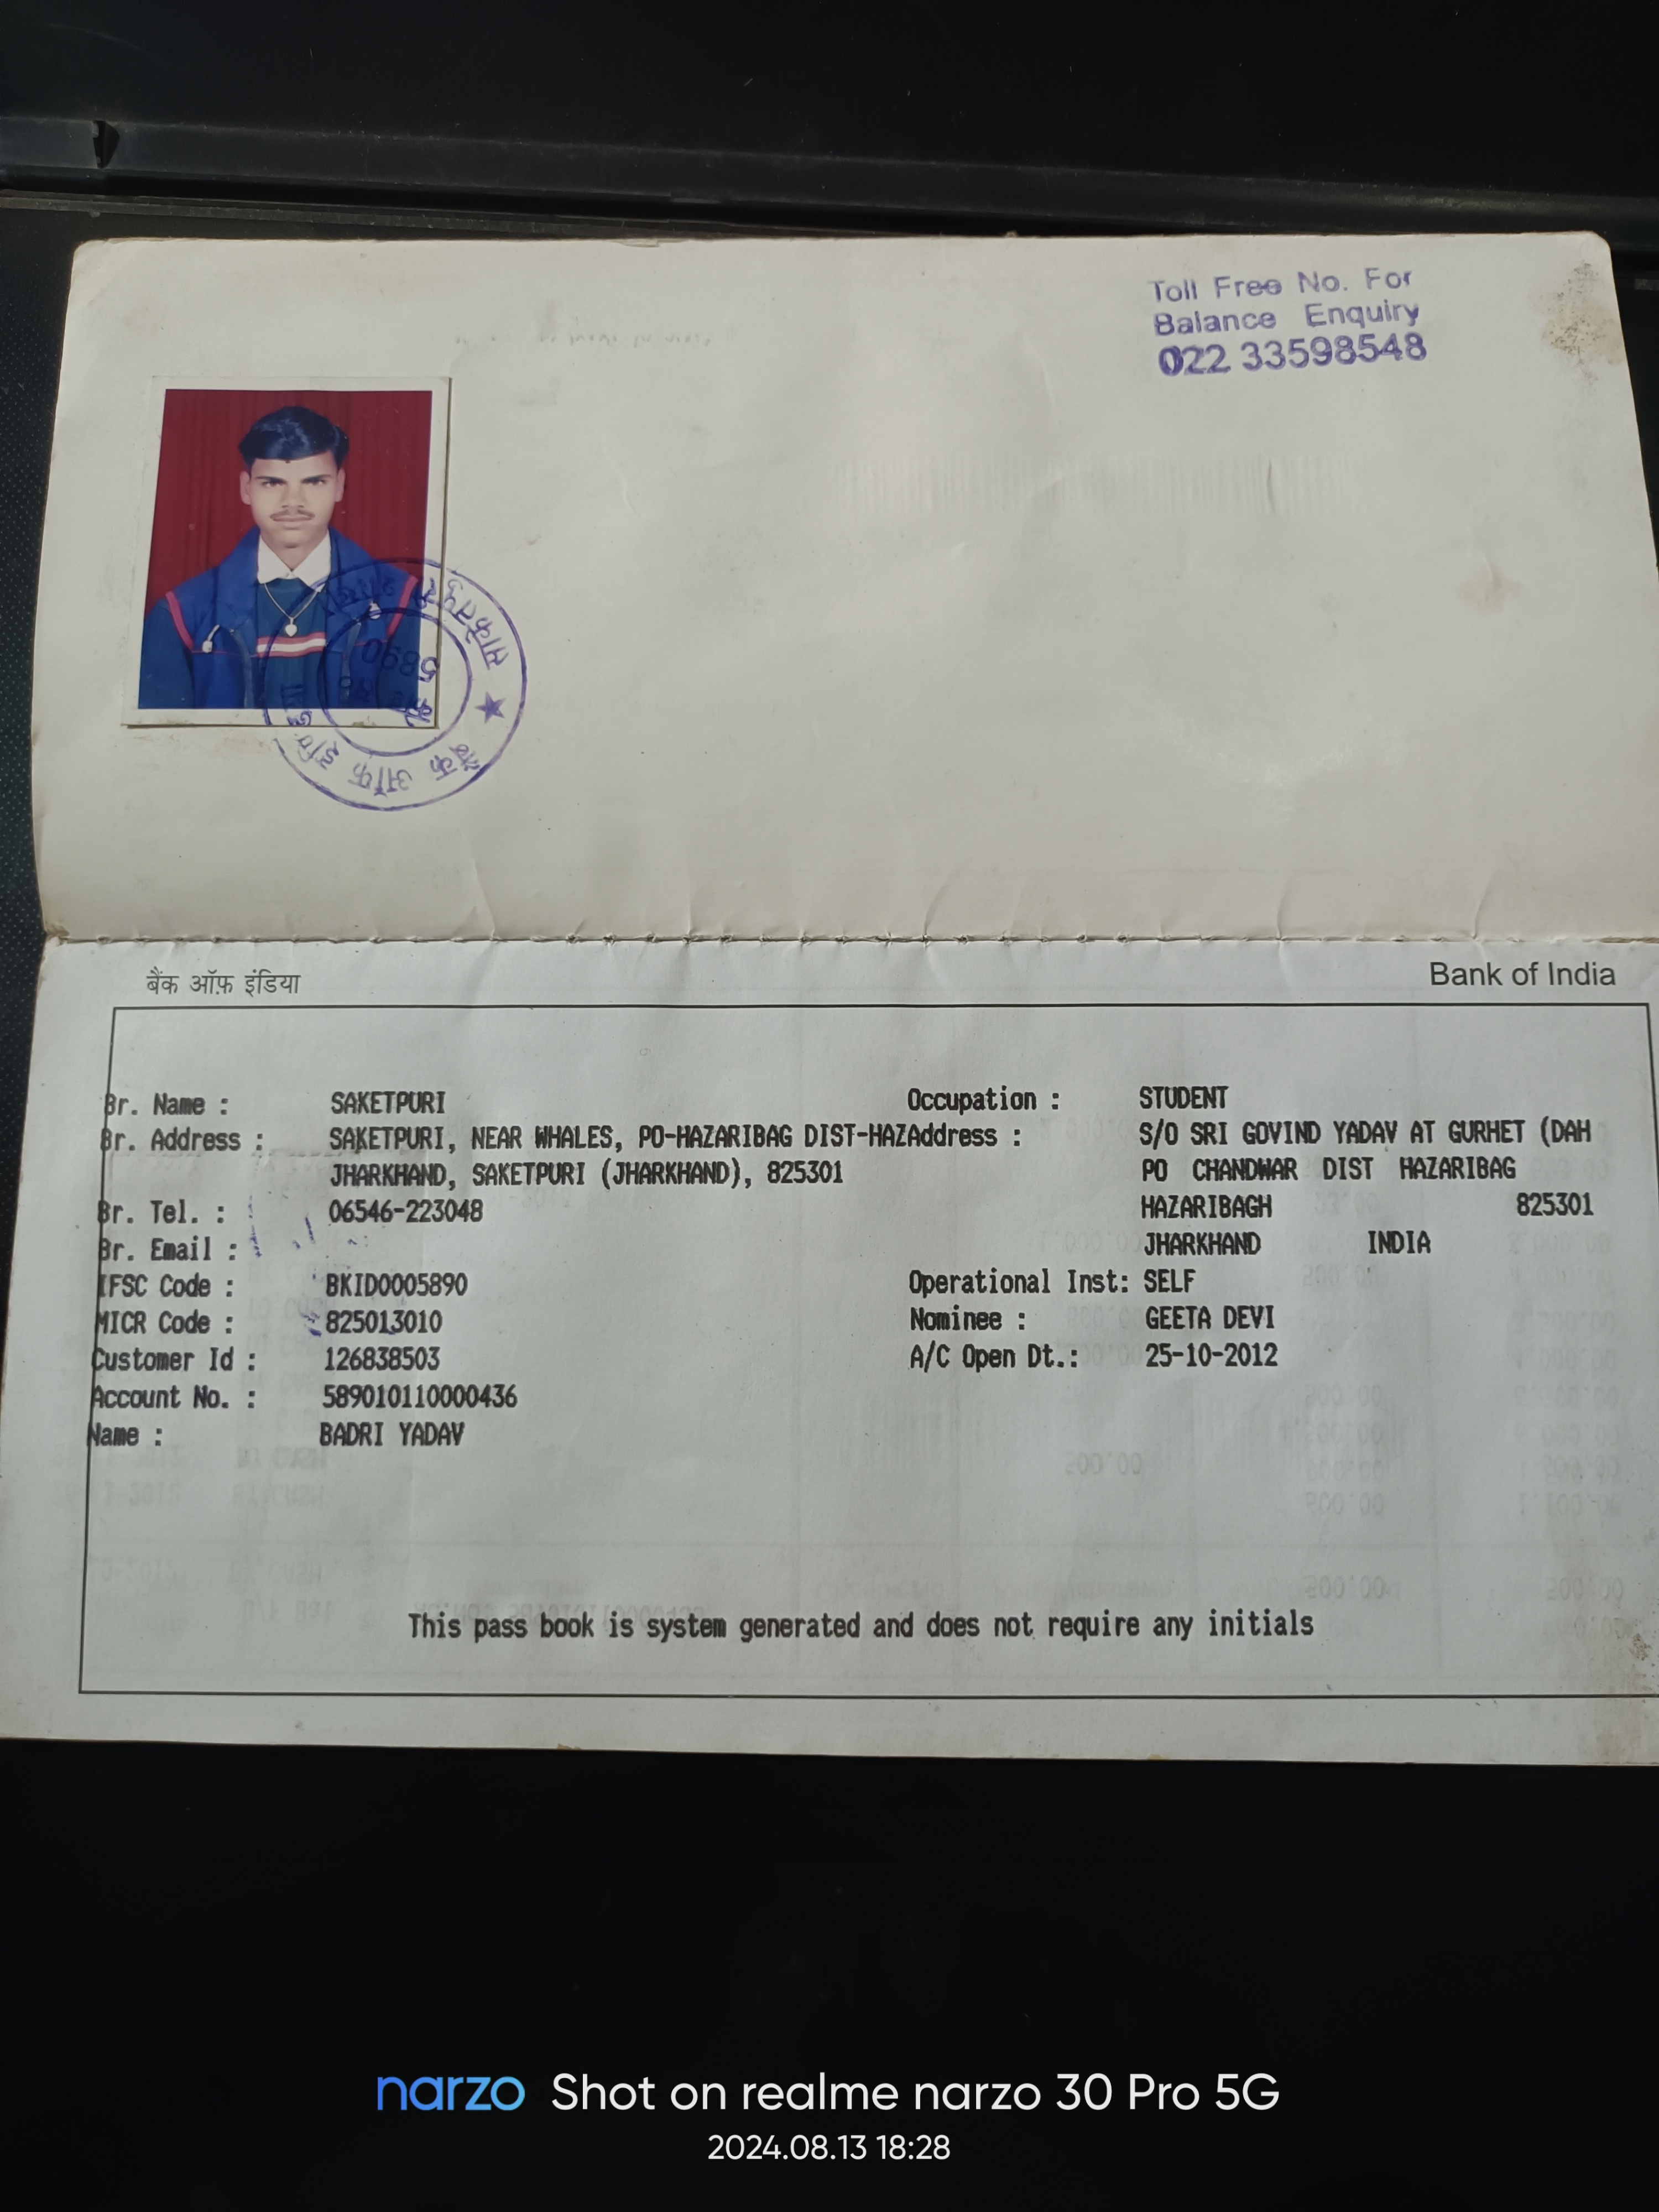 Toll Free No. For
Balance Enquiry
022 33598548
साकेतपुरी
5890
बैंक ऑफ इंडिया
बैंक ऑफ़ इंडिया
Bank of India
Br. Name : SAKETPURI Occupation : STUDENT
Br. Address : SAKETPURI, NEAR WHALES, PO-HAZARIBAG DIST-HAZAddress : S/O SRI GOVIND YADAV AT GURHET (DAH
JHARKHAND, SAKETPURI (JHARKHAND), 825301 PO CHANDWAR DIST HAZARIBAG
Br. Tel. : 06546-223048 HAZARIBAGH 825301
Br. Email : JHARKHAND INDIA
IFSC Code : BKID0005890 Operational Inst: SELF
MICR Code : 825013010 Nominee : GEETA DEVI
Customer Id : 126838503 A/C Open Dt.: 25-10-2012
Account No. : 589010110000436
Name : BADRI YADAV
This pass book is system generated and does not require any initials
narzo Shot on realme narzo 30 Pro 5G
2024.08.13 18:28